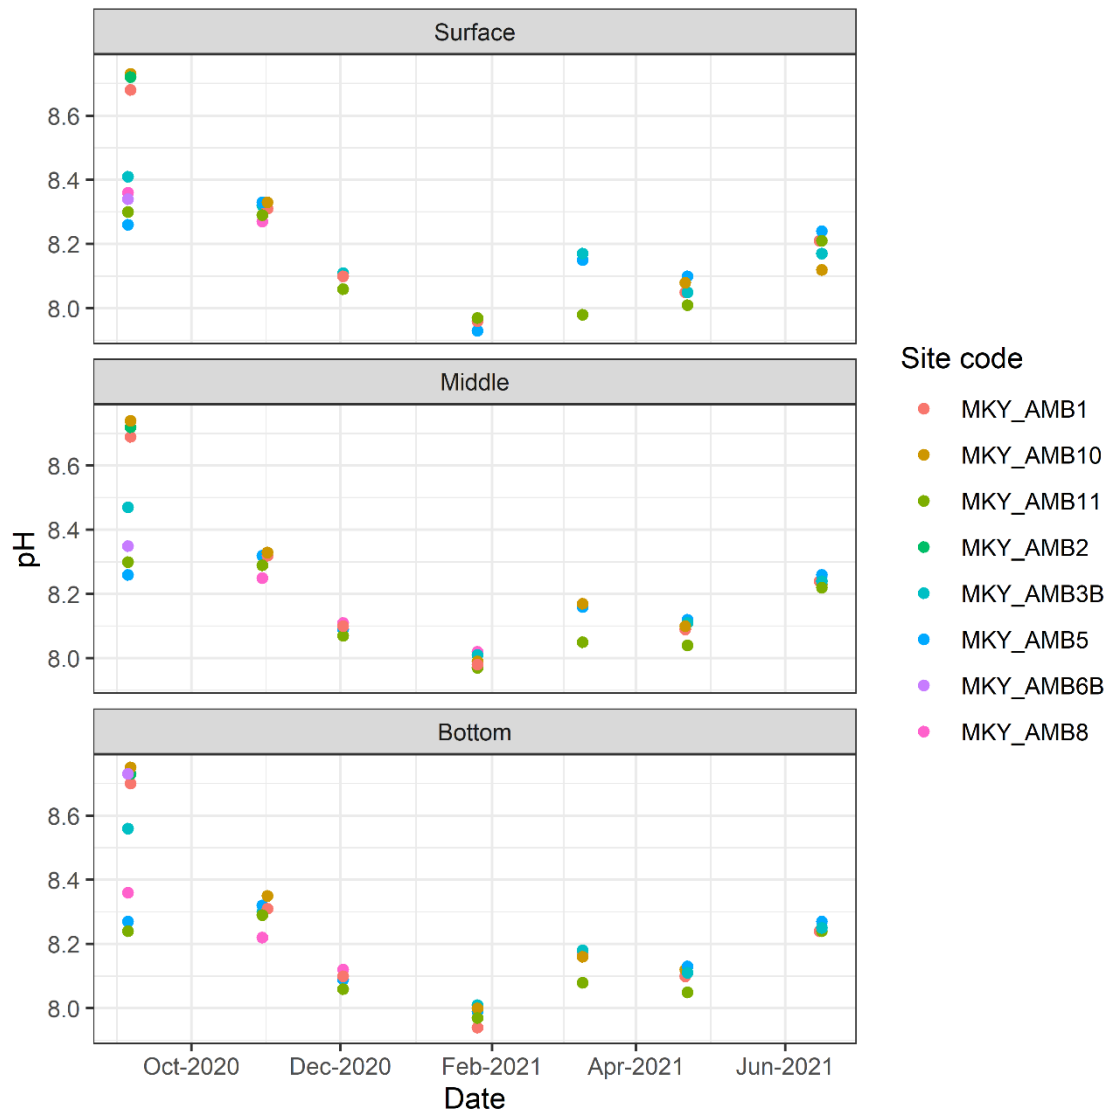 Surface
8.6
8.4
8.2
8.0
Middle
8.6
8.4
8.2
8.0
pH
Bottom
8.6
8.4
8.2
8.0
Oct-2020 Dec-2020 Feb-2021 Apr-2021 Jun-2021
Date
Site code
MKY_AMB1
MKY_AMB10
MKY_AMB11
MKY_AMB2
MKY_AMB3B
MKY_AMB5
MKY_AMB6B
MKY_AMB8